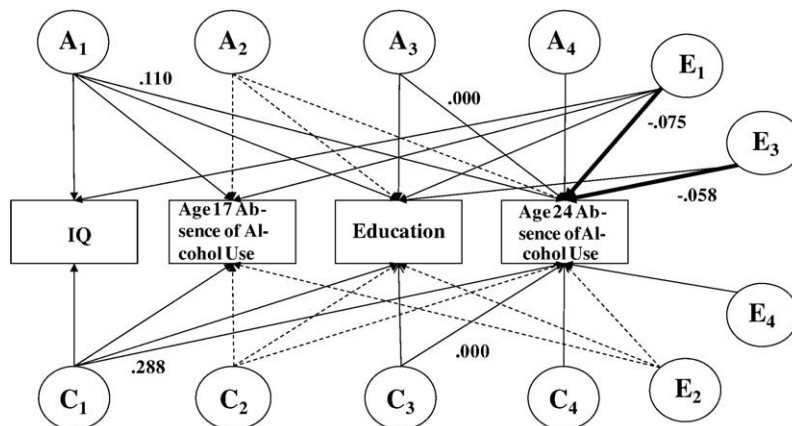 A1
A2
A3
A4
E1
.110
.000
-.075
E3
-.058
IQ
Age 17 Ab-
sence of Al-
cohol Use
Education
Age 24 Ab-
sence of Al-
cohol Use
E4
.288
.000
C1
C2
C3
C4
E2